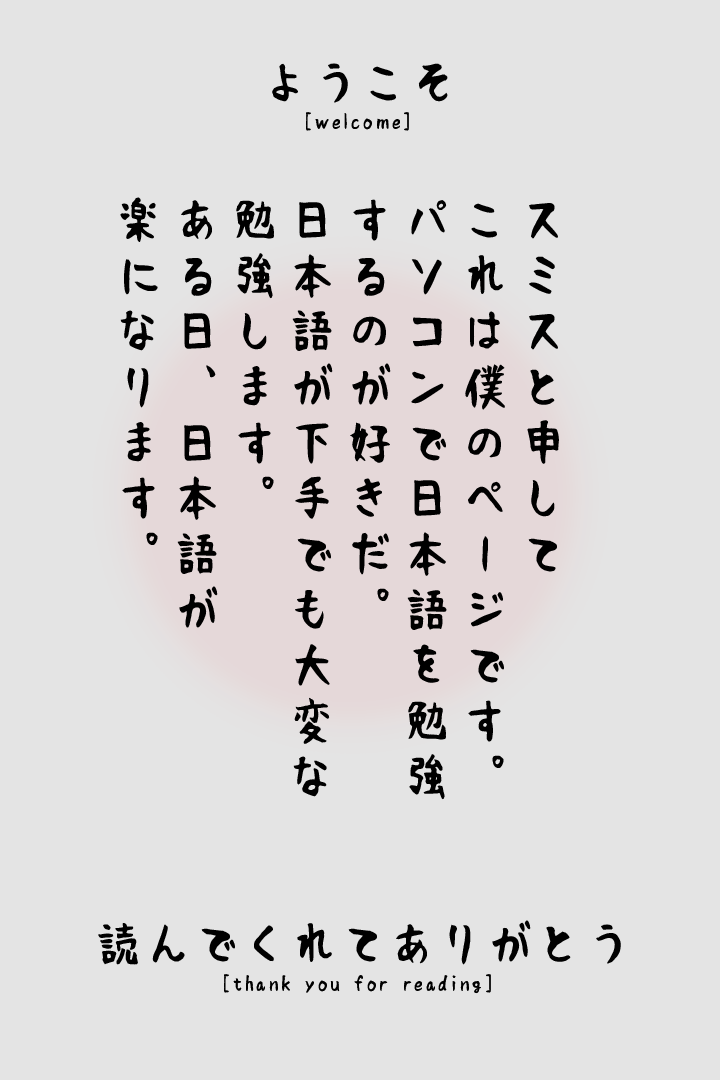 ようこそ
[welcome]
スミスと申して
これは僕のページです。
パソコンで日本語を勉強
するのが好きだ。
日本語が下手でも大変な
勉強します。
ある日、日本語が
楽になります。
読んでくれてありがとう
[thank you for reading]